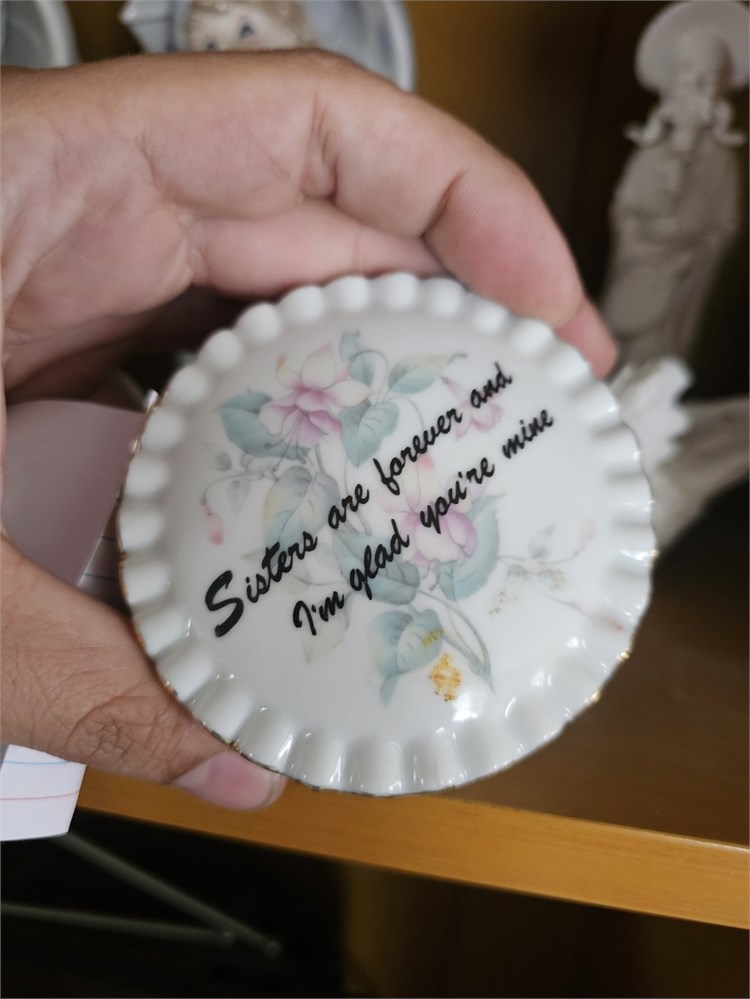 Sisters are forever and
I'm glad you're mine